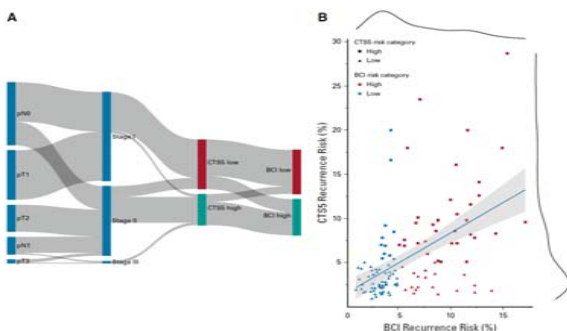 A
pN0
pT1
pT2
pN1
pT3
Stage I
Stage II
Stage III
CTS5 low
CTS5 high
BCI low
BCI high
B
CTS5 risk category
High
Low
BCI risk category
High
Low
CTS5 Recurrence Risk (%)
30
25
20
15
10
5
0
5
10
15
BCI Recurrence Risk (%)